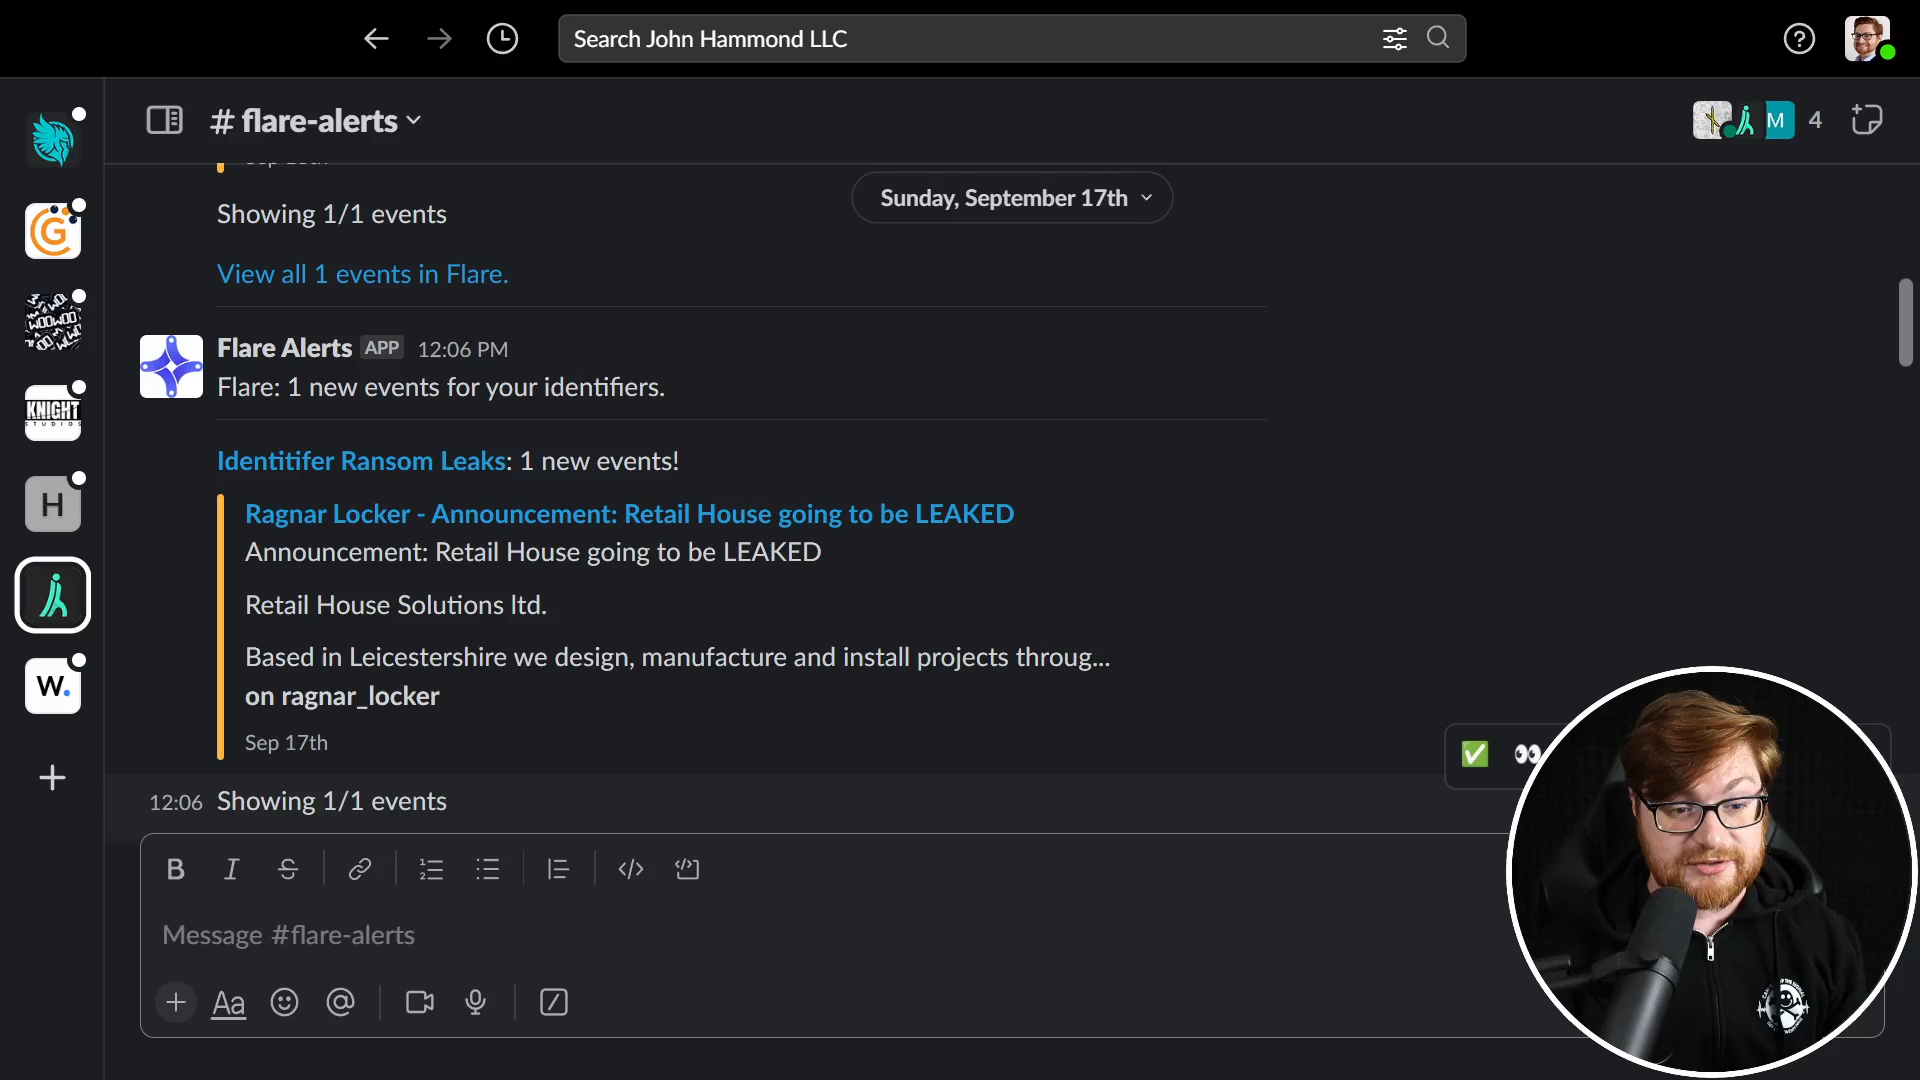 Search John Hammond LLC
# flare-alerts
M 4
Sunday, September 17th
Showing 1/1 events
View all 1 events in Flare.
Flare Alerts APP 12:06 PM
Flare: 1 new events for your identifiers.
Identitifer Ransom Leaks: 1 new events!
Ragnar Locker - Announcement: Retail House going to be LEAKED
Announcement: Retail House going to be LEAKED
Retail House Solutions ltd.
Based in Leicestershire we design, manufacture and install projects throug...
on ragnar_locker
Sep 17th
12:06 Showing 1/1 events
Message #flare-alerts
Aa
G
WOOWOO
KNIGHT
STUDIOS
H
W.